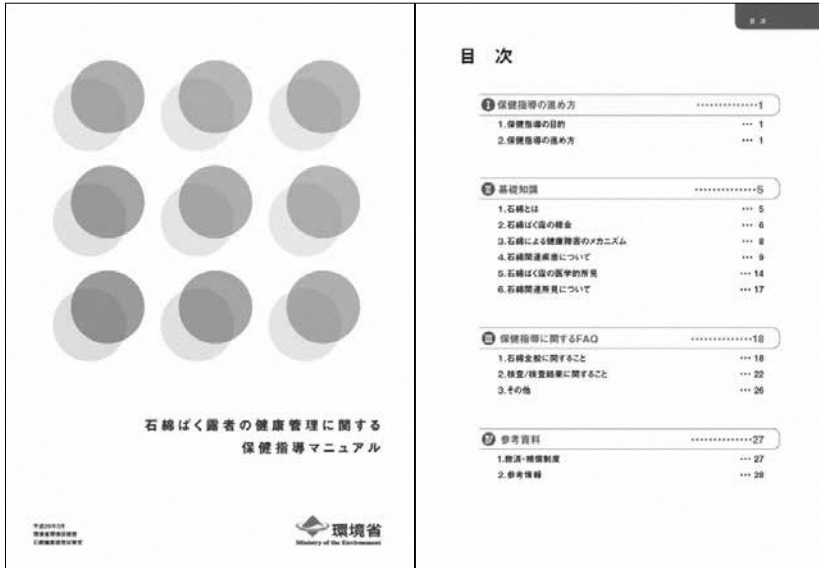 石綿ばく露者の健康管理に関する
保健指導マニュアル
環境省
Ministry of the Environment
目 次
目 次
I 保健指導の進め方 ･･････････････1
1.保健指導の目的 ･･･ 1
2.保健指導の進め方 ･･･ 1
II 基礎知識 ･･････････････5
1.石綿とは ･･･ 5
2.石綿ばく露の機会 ･･･ 6
3.石綿による健康障害のメカニズム ･･･ 8
4.石綿関連疾患について ･･･ 9
5.石綿ばく露の医学的所見 ･･･ 14
6.石綿関連所見について ･･･ 17
III 保健指導に関するFAQ ･･････････････18
1.石綿全般に関すること ･･･ 18
2.検査/検査結果に関すること ･･･ 22
3.その他 ･･･ 26
IV 参考資料 ･･････････････27
1.救済・補償制度 ･･･ 27
2.参考情報 ･･･ 28